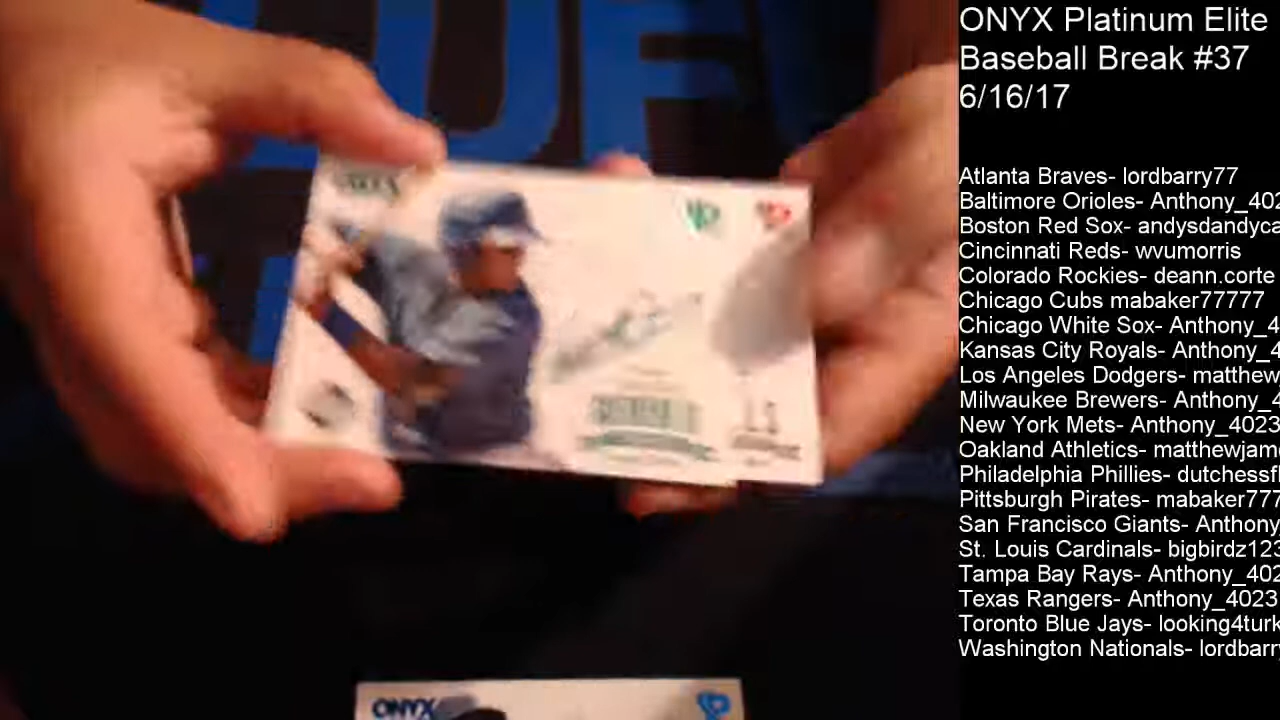 ONYX Platinum Elite
Baseball Break #37
6/16/17
Atlanta Braves- lordbarry77
Baltimore Orioles- Anthony_402
Boston Red Sox- andysdandyca
Cincinnati Reds- wvumorris
Colorado Rockies- deann.corte
Chicago Cubs mabaker77777
Chicago White Sox- Anthony_4
Kansas City Royals- Anthony_4
Los Angeles Dodgers- matthew
Milwaukee Brewers- Anthony_4
New York Mets- Anthony_4023
Oakland Athletics- matthewjam
Philadelphia Phillies- dutchessfl
Pittsburgh Pirates- mabaker777
San Francisco Giants- Anthony
St. Louis Cardinals- bigbirdz123
Tampa Bay Rays- Anthony_402
Texas Rangers- Anthony_4023
Toronto Blue Jays- looking4turk
Washington Nationals- lordbarry
ONYX